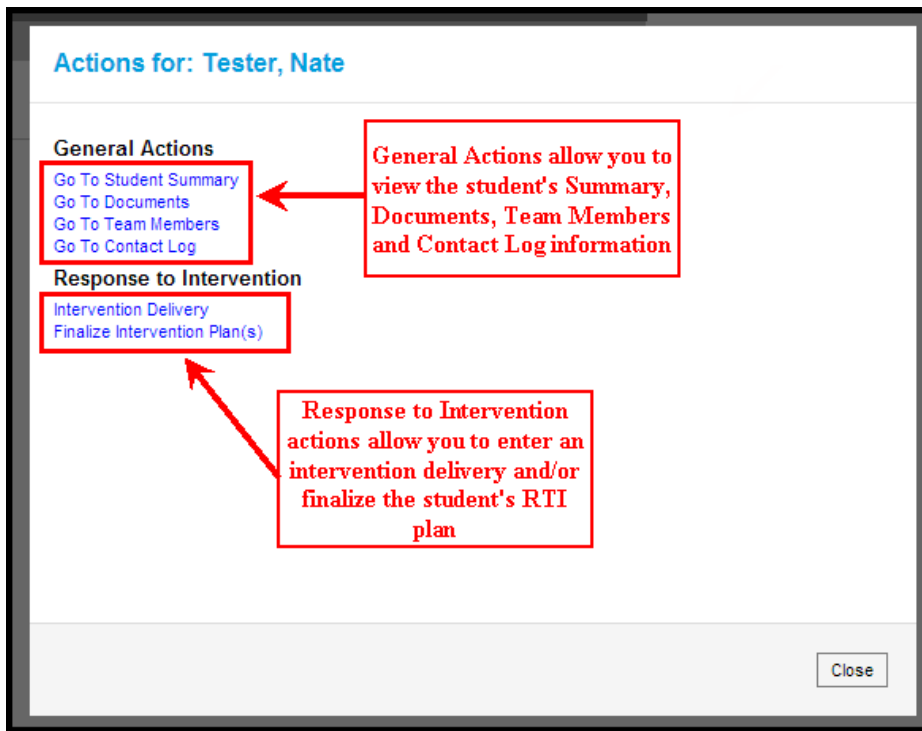 Actions for: Tester, Nate
General Actions
Go To Student Summary
Go To Documents
Go To Team Members
Go To Contact Log
General Actions allow you to
view the student's Summary,
Documents, Team Members
and Contact Log information
Response to Intervention
Intervention Delivery
Finalize Intervention Plan(s)
Response to Intervention
actions allow you to enter an
intervention delivery and/or
finalize the student's RTI
plan
Close